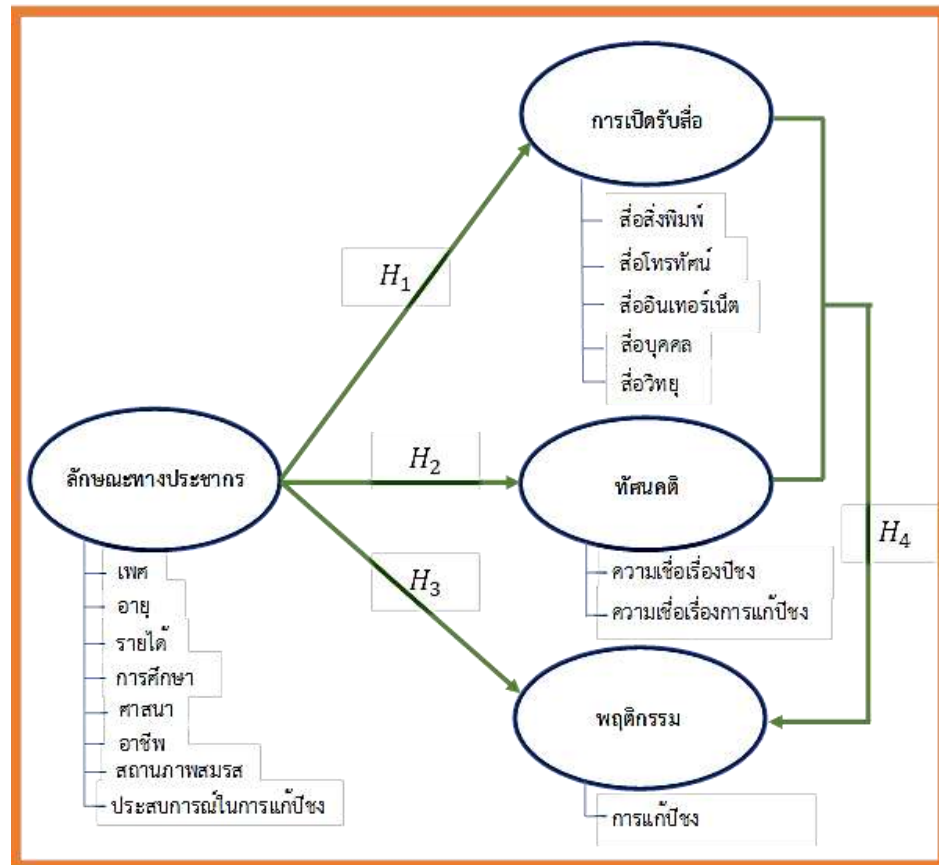 การเปิดรับสื่อ
สื่อสิ่งพิมพ์
สื่อโทรทัศน์
สื่ออินเทอร์เน็ต
สื่อบุคคล
สื่อวิทยุ
H₁
ลักษณะทางประชากร
เพศ
อายุ
รายได้
การศึกษา
ศาสนา
อาชีพ
สถานภาพสมรส
ประสบการณ์ในการแก้ปีชง
H₂
ทัศนคติ
ความเชื่อเรื่องปีชง
ความเชื่อเรื่องการแก้ปีชง
H₃
H₄
พฤติกรรม
การแก้ปีชง